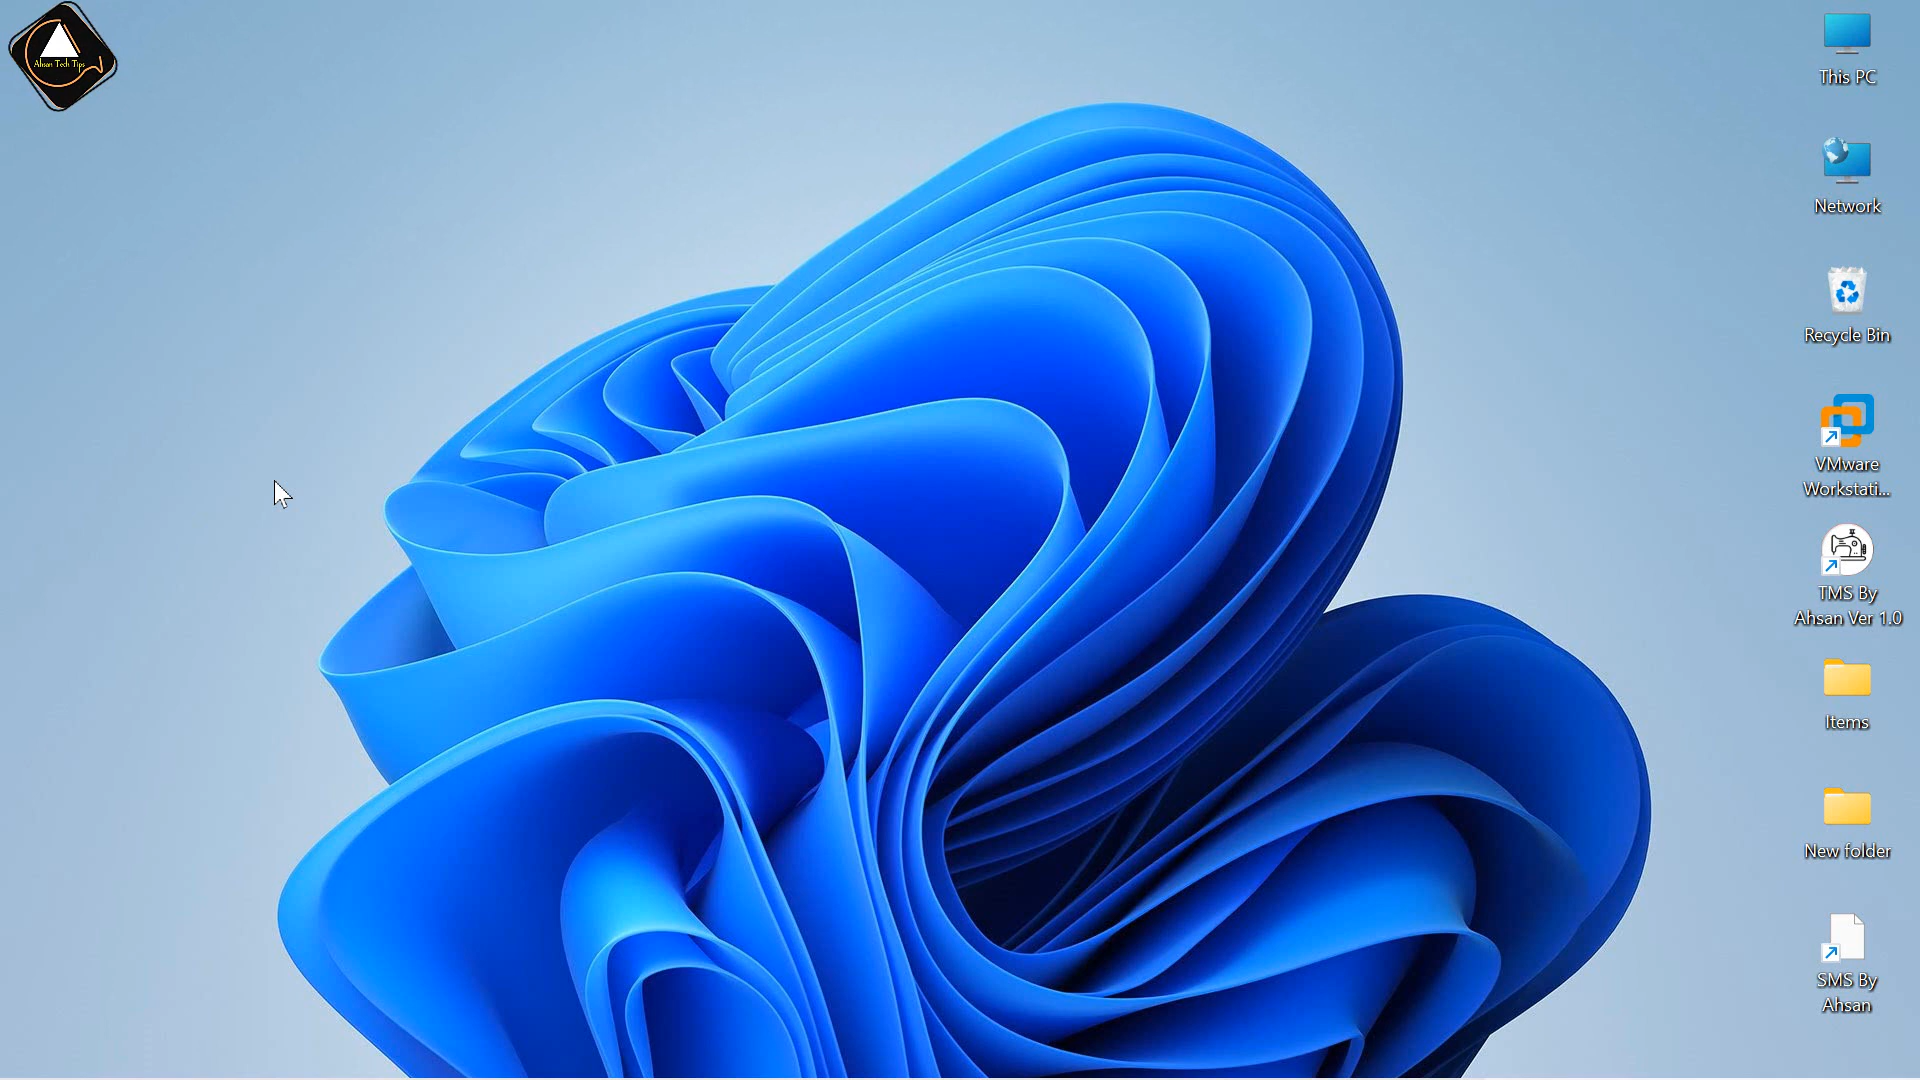 Ahsan Tech Tips
This PC
Network
Recycle Bin
VMware
Workstati...
TMS By
Ahsan Ver 1.0
Items
New folder
SMS By
Ahsan